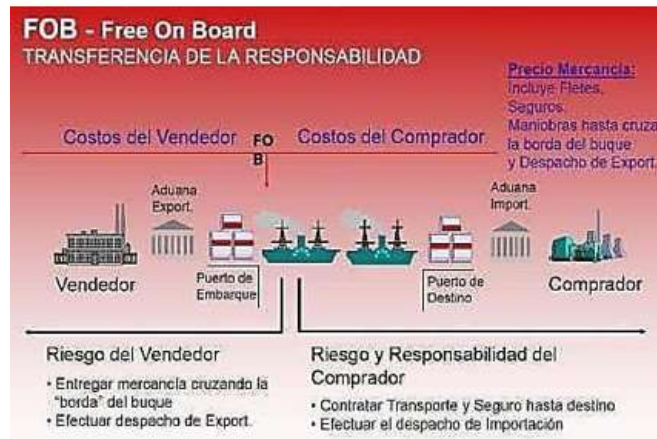 FOB - Free On Board
TRANSFERENCIA DE LA RESPONSABILIDAD
Precio Mercancía:
Incluye Fletes,
Seguros,
Maniobras hasta cruza
la borda del buque
y Despacho de Export.
Costos del Vendedor
FO
B
Costos del Comprador
Aduana
Export.
Aduana
Import.
Vendedor
Puerto de
Embarque
Puerto de
Destino
Comprador
Riesgo del Vendedor
• Entregar mercancía cruzando la
"borda" del buque
• Efectuar despacho de Export.
Riesgo y Responsabilidad del
Comprador
• Contratar Transporte y Seguro hasta destino
• Efectuar el despacho de Importación